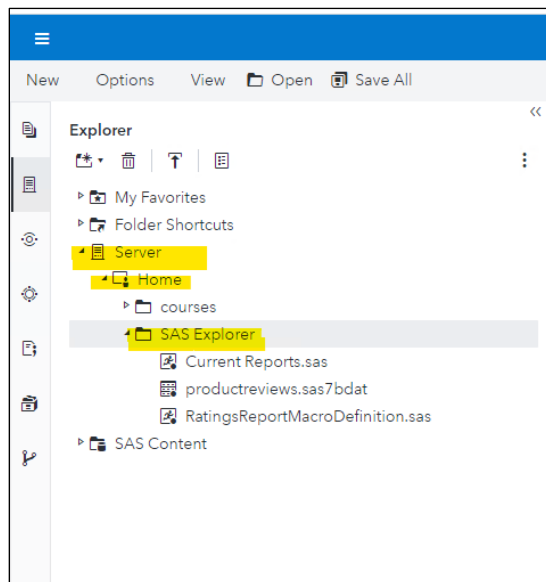 New Options View Open Save All
Explorer
My Favorites
Folder Shortcuts
Server
Home
courses
SAS Explorer
Current Reports.sas
productreviews.sas7bdat
RatingsReportMacroDefinition.sas
SAS Content